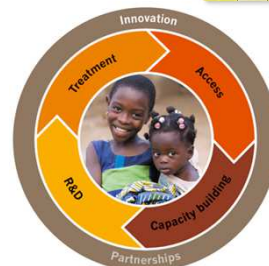 Innovation
Treatment
Access
R&D
Capacity building
Partnerships